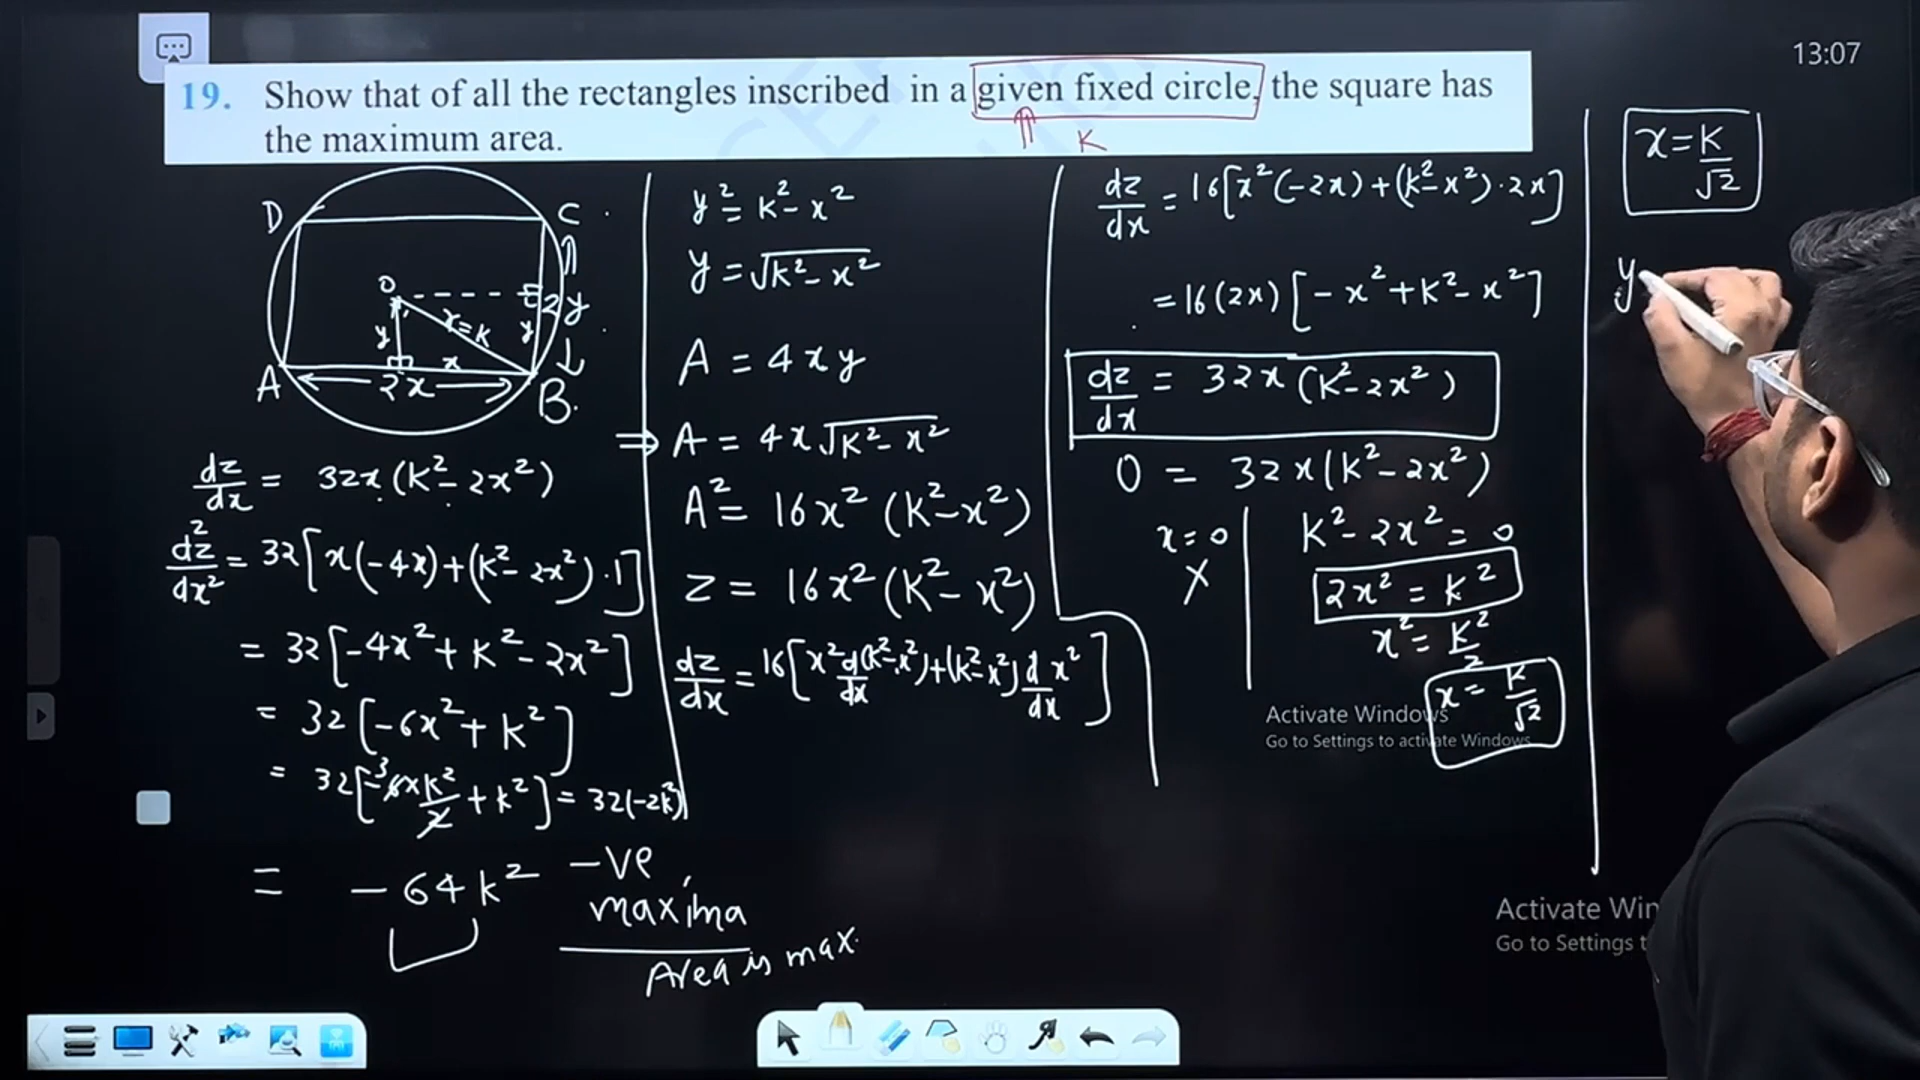 13:07
19. Show that of all the rectangles inscribed in a given fixed circle, the square has
the maximum area.
K
D
C
O
y
r=K
y
2y
x
A
2x
B
dz/dx = 32x (K² - 2x²)
d²z/dx² = 32[x(-4x)+(K²-2x²)·1]
= 32[-4x²+K²-2x²]
= 32[-6x²+K²]
= 32[-6×K²/2+K²] = 32(-2K²)
3
= -64K² -ve,
maxima
Area is max.
y² = K² - x²
y = √K² - x²
A = 4xy
⇒ A = 4x√K² - x²
A² = 16x² (K²-x²)
Z = 16x² (K²-x²)
dz/dx = 16[x² d/dx(K²-x²)+(K²-x²) d/dx x²]
dz/dx = 16[x²(-2x)+(K²-x²)·2x]
= 16(2x) [-x²+K²-x²]
dz/dx = 32x (K²-2x²)
0 = 32x(K²-2x²)
x=0
X
K²-2x² = 0
2x² = K²
x² = K²/2
x = K/√2
x = K/√2
y
Activate Windows
Go to Settings to activate Windows.
Activate Win
Go to Settings t